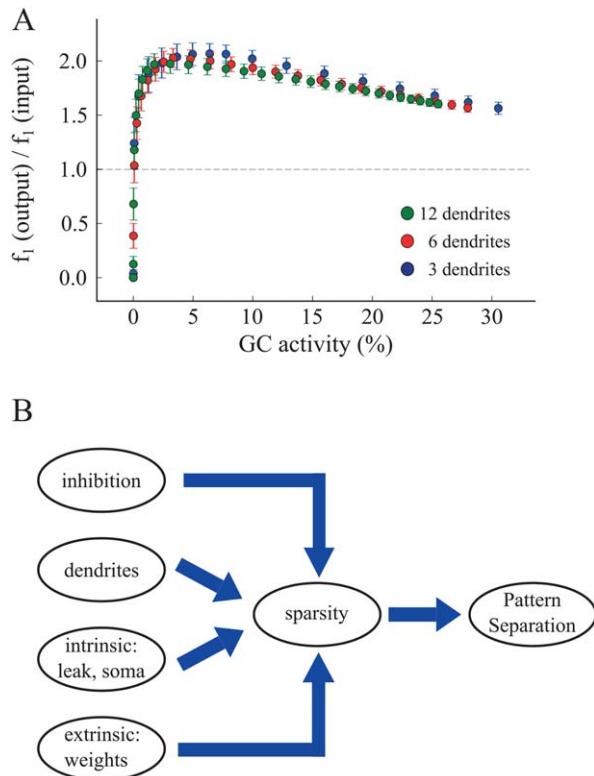 A
f₁ (output) / f₁ (input)
2.0
1.5
1.0
0.5
0.0
12 dendrites
6 dendrites
3 dendrites
0 5 10 15 20 25 30
GC activity (%)
B
inhibition
dendrites
intrinsic:
leak, soma
extrinsic:
weights
sparsity
Pattern
Separation